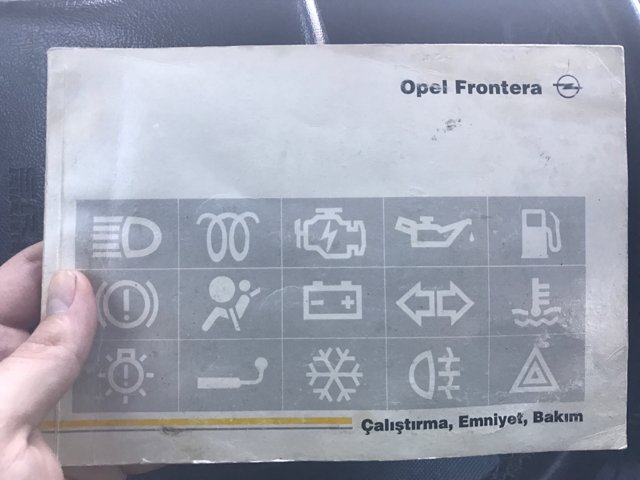 Opel Frontera
Çalıştırma, Emniyet, Bakım